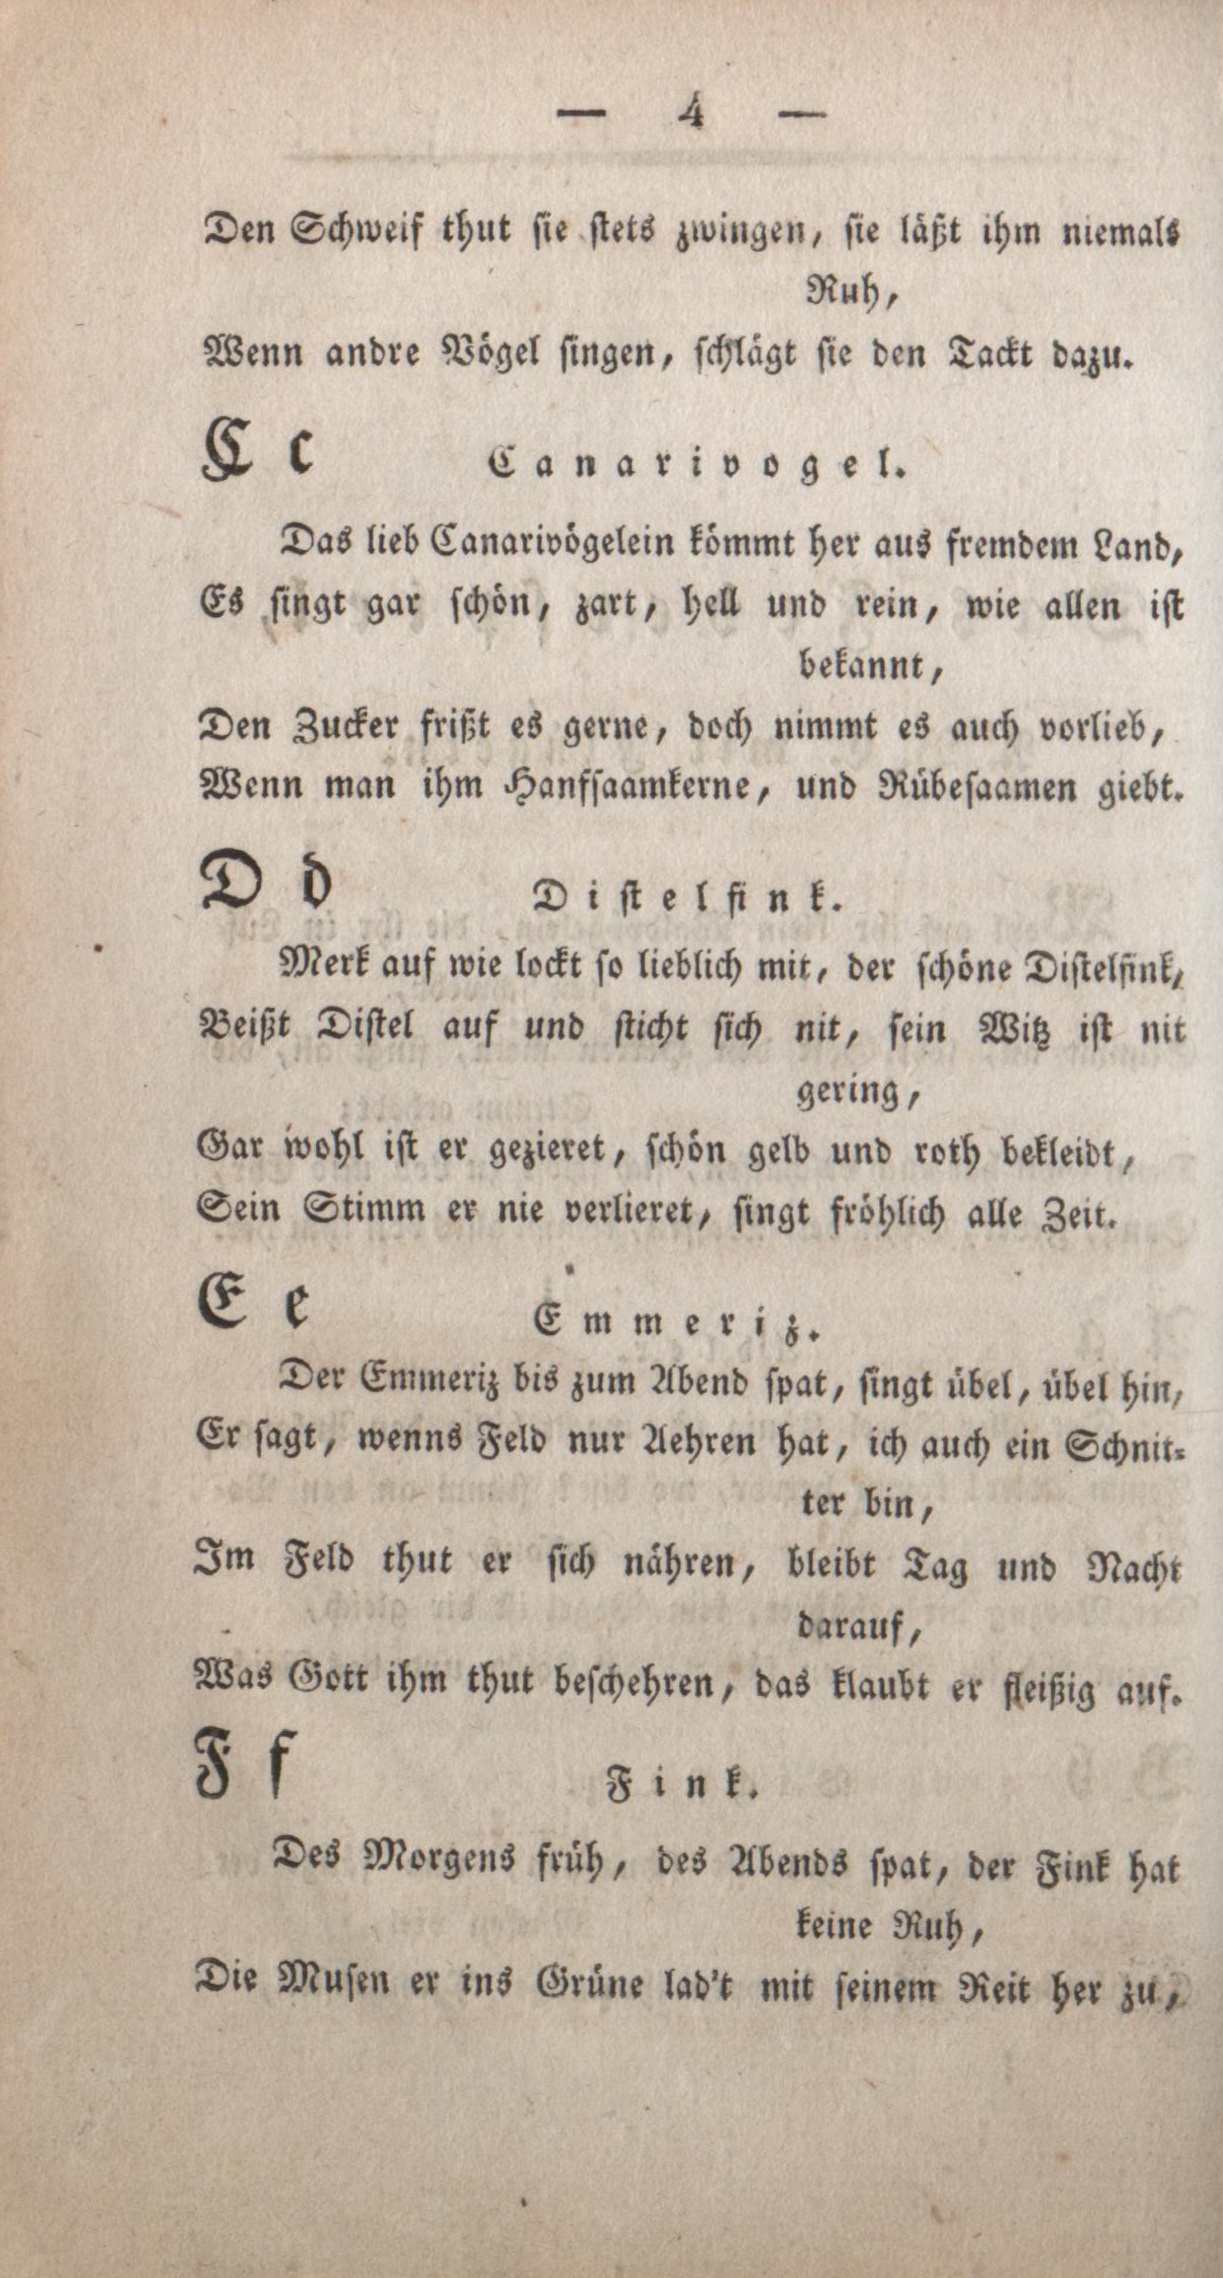 — 4 —
Den Schweif thut sie stets zwingen, sie läßt ihm niemals
Ruh,
Wenn andre Vögel singen, schlägt sie den Tackt dazu.
C c Canarivogel.
Das lieb Canarivögelein kömmt her aus fremdem Land,
Es singt gar schön, zart, hell und rein, wie allen ist
bekannt,
Den Zucker frißt es gerne, doch nimmt es auch vorlieb,
Wenn man ihm Hanfsaamkerne, und Rübesaamen giebt.
D d Distelfink.
Merk auf wie lockt so lieblich mit, der schöne Distelfink,
Beißt Distel auf und sticht sich nit, sein Witz ist nit
gering,
Gar wohl ist er gezieret, schön gelb und roth bekleidt,
Sein Stimm er nie verlieret, singt fröhlich alle Zeit.
E e Emmeriz.
Der Emmeriz bis zum Abend spat, singt übel, übel hin,
Er sagt, wenns Feld nur Aehren hat, ich auch ein Schnit-
ter bin,
Im Feld thut er sich nähren, bleibt Tag und Nacht
darauf,
Was Gott ihm thut beschehren, das klaubt er fleißig auf.
F f Fink.
Des Morgens früh, des Abends spat, der Fink hat
keine Ruh,
Die Musen er ins Grüne lad't mit seinem Reit her zu,